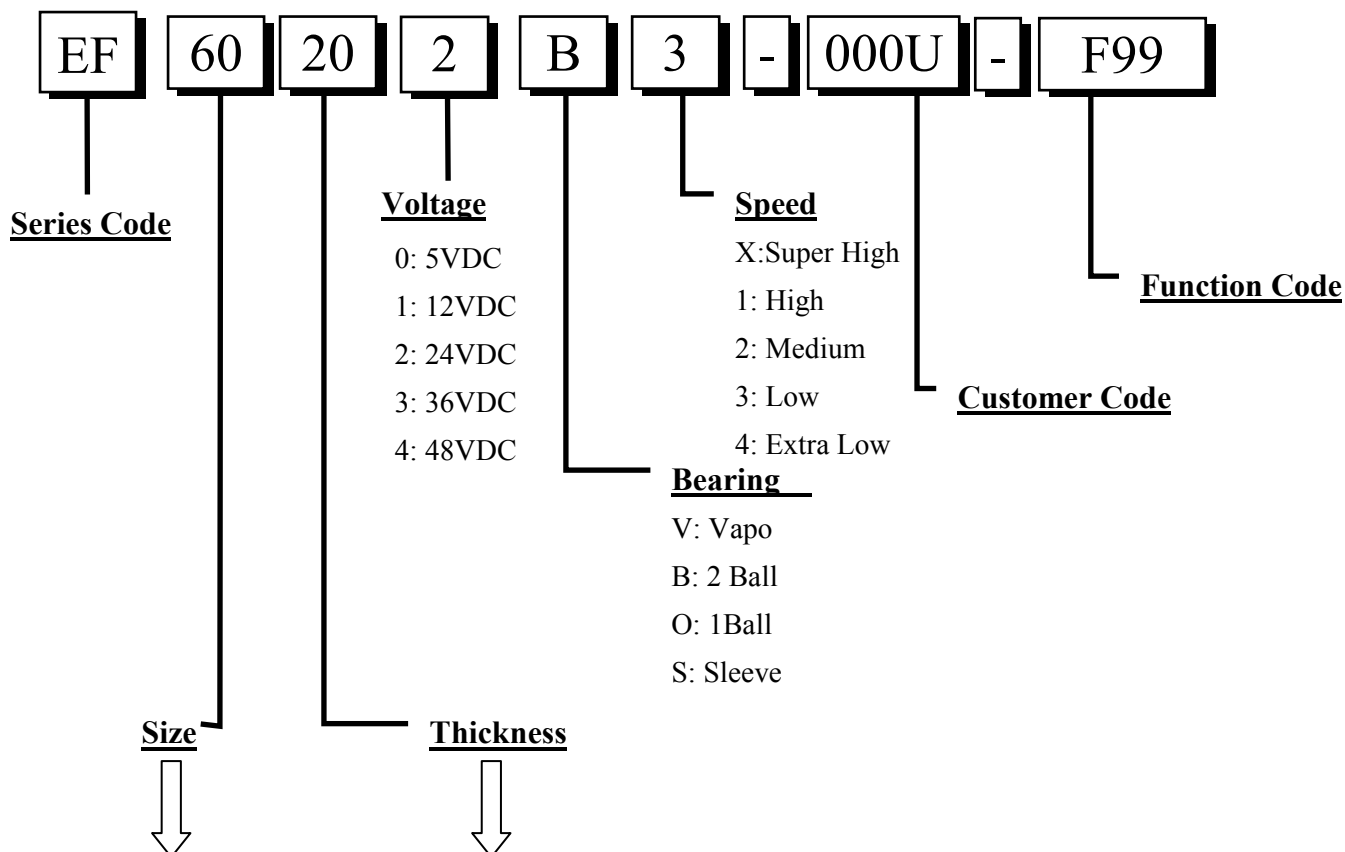 EF 60 20 2 B 3 - 000U - F99
Series Code
Voltage
0: 5VDC
1: 12VDC
2: 24VDC
3: 36VDC
4: 48VDC
Speed
X:Super High
1: High
2: Medium
3: Low
4: Extra Low
Function Code
Customer Code
Bearing
V: Vapo
B: 2 Ball
O: 1Ball
S: Sleeve
Size
Thickness